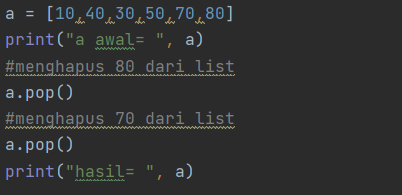 a = [10,40,30,50,70,80]
print("a awal= ", a)
#menghapus 80 dari list
a.pop()
#menghapus 70 dari list
a.pop()
print("hasil= ", a)